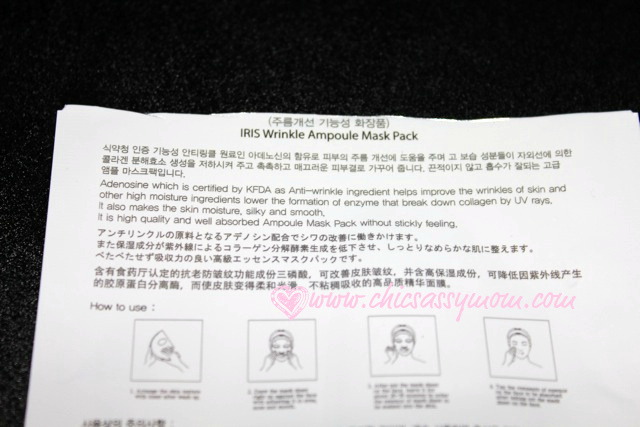 (주름개선 기능성 화장품)
IRIS Wrinkle Ampoule Mask Pack
식약청 인증 기능성 안티링클 원료인 아데노신의 함유로 피부의 주름 개선에 도움을 주며 고 보습 성분들이 자외선에 의한
콜라겐 분해효소 생성을 저하시켜 주고 촉촉하고 매끄러운 피부결로 가꾸어 줍니다. 끈적이지 않고 흡수가 잘되는 고급
앰플 마스크팩입니다.
Adenosine which is certified by KFDA as Anti-wrinkle ingredient helps improve the wrinkles of skin and
other high moisture ingredients lower the formation of enzyme that break down collagen by UV rays.
It also makes the skin moisture, silky and smooth.
It is high quality and well absorbed Ampoule Mask Pack without stickly feeling.
アンチリンクルの原料となるアデノシン配合でシワの改善に働きかけます。
また保湿成分が紫外線によるコラーゲン分解酵素生成を低下させ、しっとりなめらかな肌に整えます。
べたべたせず吸収力の良い高級エッセンスマスクパックです。
含有食药厅认定的抗老防皱纹功能成份三磷酸，可改善皮肤皱纹，并含高保湿成份，可降低因紫外线产生
的胶原蛋白分离酶，而使皮肤变得柔和光滑，不粘稠吸收的高品质精华面膜。
www.chicsassymom.com
How to use :
사용상의 주의사항 :